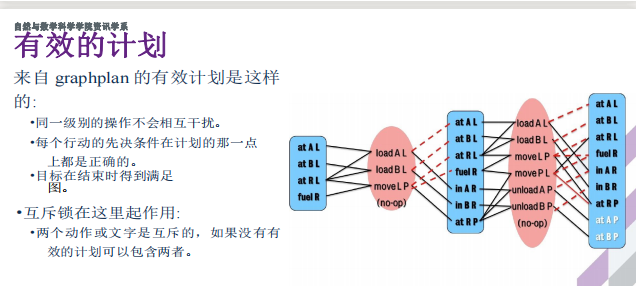 自然与数学科学学院资讯学系
有效的计划
来自 graphplan 的有效计划是这样
的:
•同一级别的操作不会相互干扰。
•每个行动的先决条件在计划的那一点
上都是正确的。
•目标在结束时得到满足
图。
•互斥锁在这里起作用:
•两个动作或文字是互斥的，如果没有有
效的计划可以包含两者。
at A L
at B L
at R L
fuel R
load A L
load B L
move L P
(no-op)
at A L
at B L
at R L
fuel R
in A R
in B R
at R P
load A L
load B L
move L P
move P L
unload A P
unload B P
(no-op)
at A L
at B L
at R L
fuel R
in A R
in B R
at R P
at A P
at B P